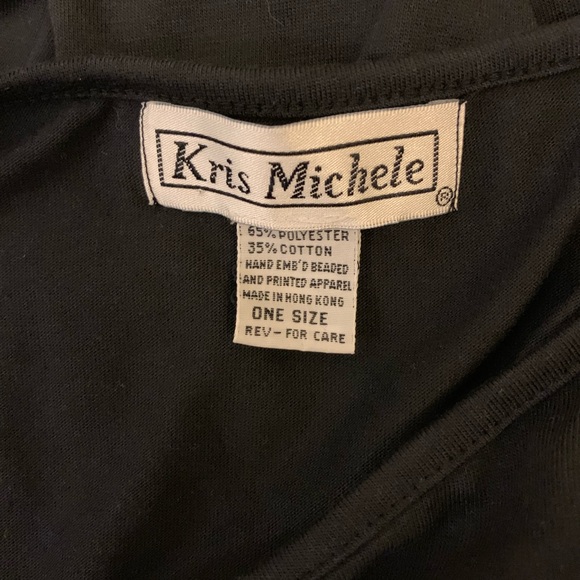 Kris Michele ®
65% POLYESTER
35% COTTON
HAND EMB'D BEADED
AND PRINTED APPAREL
MADE IN HONG KONG
ONE SIZE
REV-FOR CARE